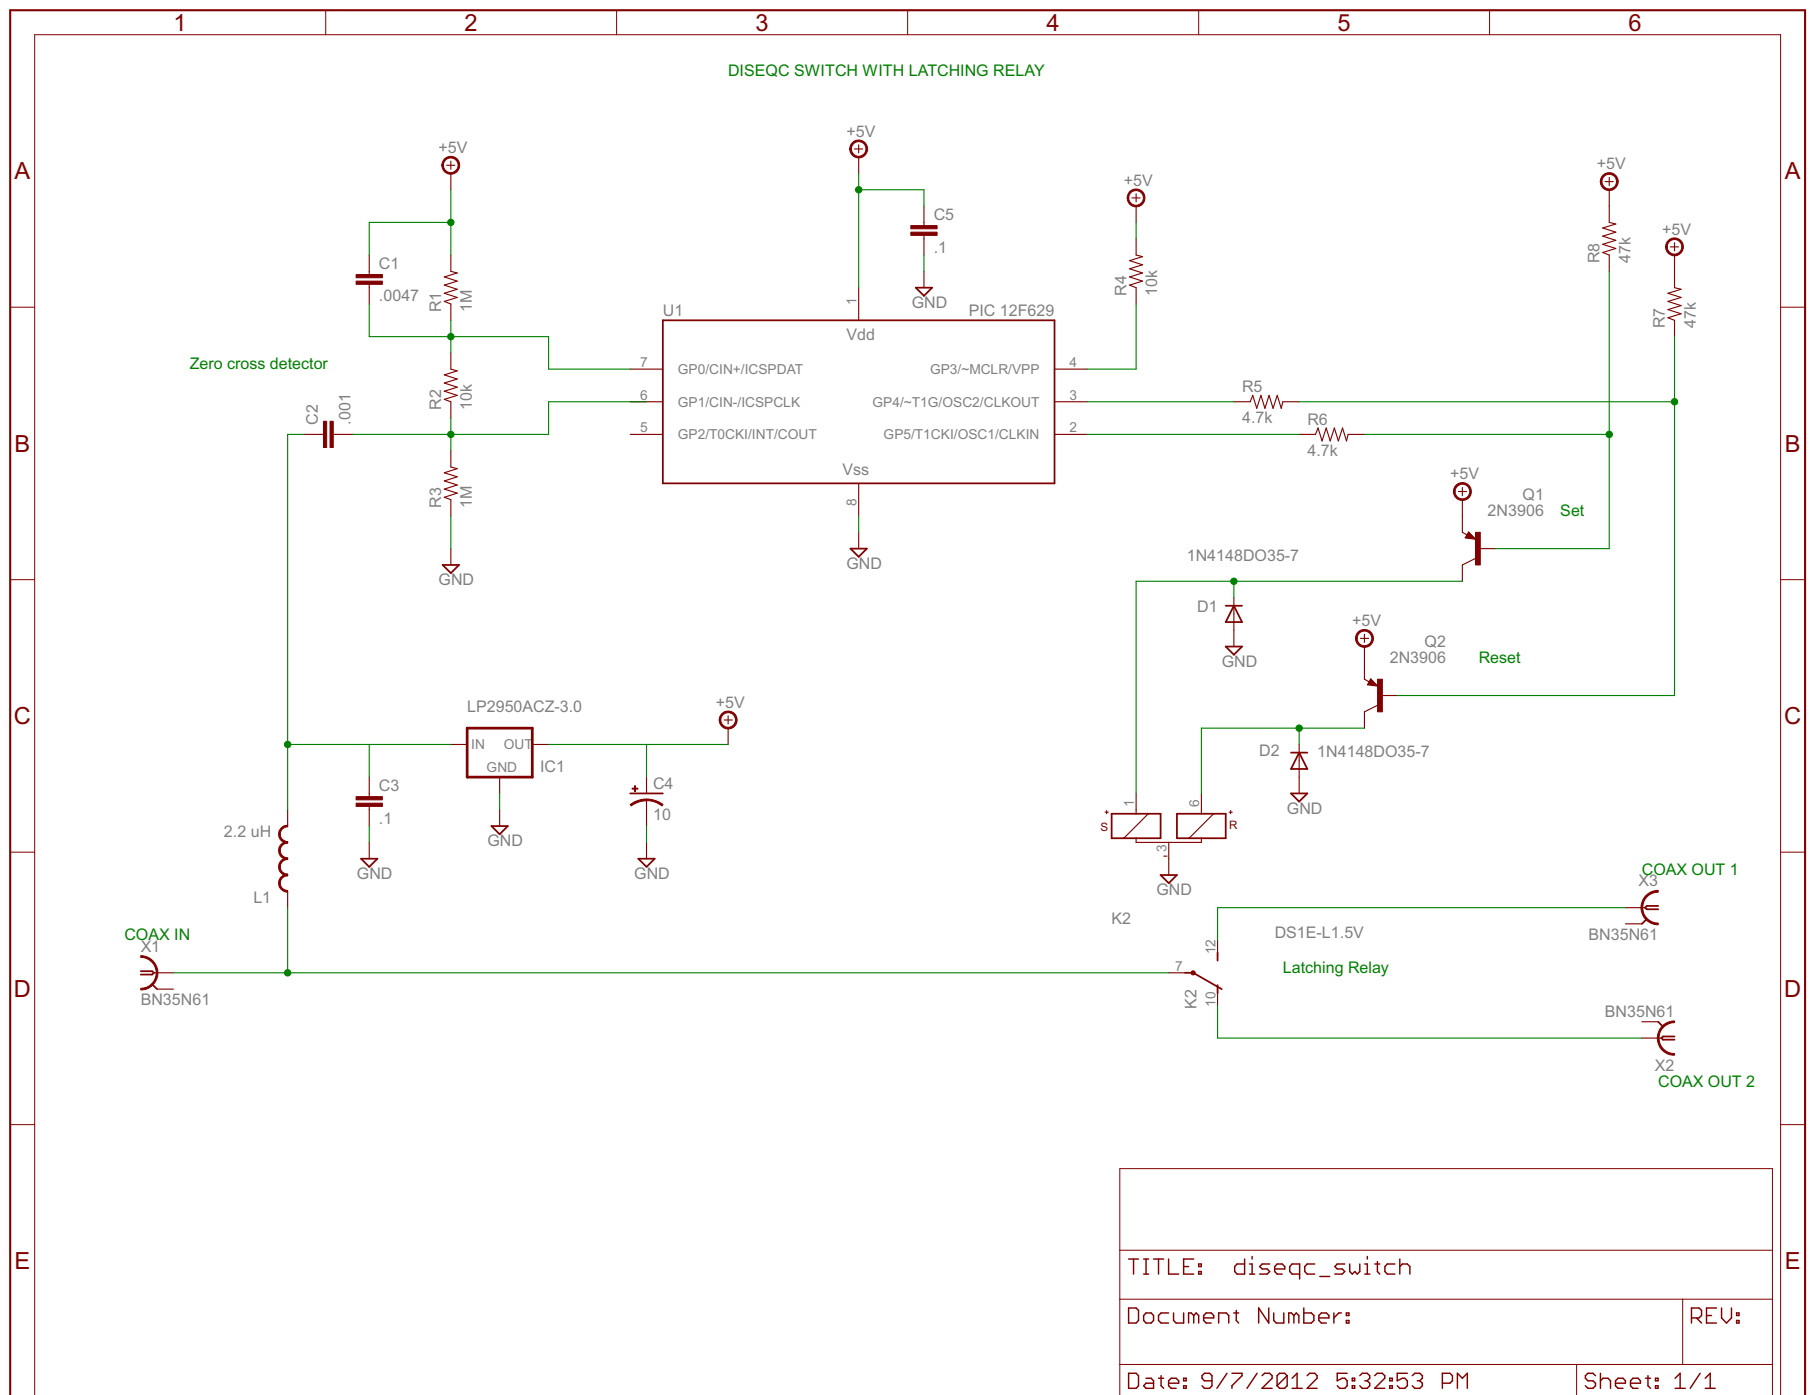 1 2 3 4 5 6
DISEQC SWITCH WITH LATCHING RELAY
A
A
+5V
+5V
+5V
+5V
+5V
C1
.0047
R1
1M
C5
.1
GND
R4
10k
R8
47k
R7
47k
U1
PIC 12F629
1
Vdd
Zero cross detector
7
GP0/CIN+/ICSPDAT
GP3/~MCLR/VPP
4
R2
10k
6
GP1/CIN-/ICSPCLK
GP4/~T1G/OSC2/CLKOUT
3
R5
4.7k
C2
.001
5
GP2/T0CKI/INT/COUT
GP5/T1CKI/OSC1/CLKIN
2
R6
4.7k
B
B
Vss
8
GND
R3
1M
GND
+5V
Q1
2N3906
Set
1N4148DO35-7
D1
GND
+5V
Q2
2N3906
Reset
C
C
LP2950ACZ-3.0
IN
OUT
GND
IC1
+5V
C3
.1
GND
GND
C4
10
GND
D2
1N4148DO35-7
GND
2.2 uH
L1
1
6
S
R
3
GND
K2
COAX OUT 1
X3
BN35N61
COAX IN
X1
BN35N61
D
D
12
7
10
K2
DS1E-L1.5V
Latching Relay
BN35N61
X2
COAX OUT 2
E
E
TITLE: diseqc_switch
Document Number:
REV:
Date: 9/7/2012 5:32:53 PM
Sheet: 1/1